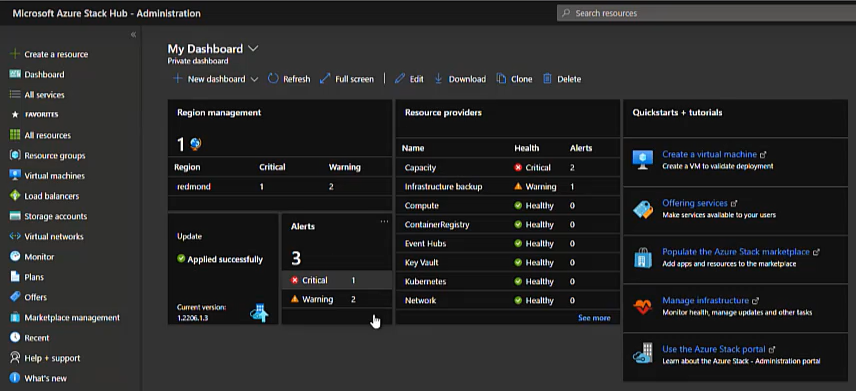 Microsoft Azure Stack Hub - Administration
Search resources
Create a resource
Dashboard
All services
FAVORITES
All resources
Resource groups
Virtual machines
Load balancers
Storage accounts
Virtual networks
Monitor
Plans
Offers
Marketplace management
Recent
Help + support
What's new
My Dashboard
Private dashboard
New dashboard Refresh Full screen Edit Download Clone Delete
Region management
1
Region Critical Warning
redmond 1 2
Update
Applied successfully
Current version:
1.2206.1.3
Alerts
3
Critical 1
Warning 2
Resource providers
Name Health Alerts
Capacity Critical 2
Infrastructure backup Warning 1
Compute Healthy 0
ContainerRegistry Healthy 0
Event Hubs Healthy 0
Key Vault Healthy 0
Kubernetes Healthy 0
Network Healthy 0
See more
Quickstarts + tutorials
Create a virtual machine
Create a VM to validate deployment
Offering services
Make services available to your users
Populate the Azure Stack marketplace
Add apps and resources to the marketplace
Manage infrastructure
Monitor health, manage updates and other tasks
Use the Azure Stack portal
Learn about the Azure Stack - Administration portal